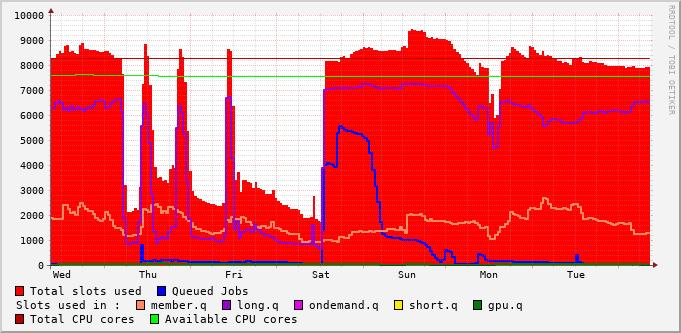 10000
9000
8000
7000
6000
5000
4000
3000
2000
1000
0
Wed Thu Fri Sat Sun Mon Tue
RRDTOOL / TOBI OETIKER
Total slots used Queued Jobs
Slots used in : member.q long.q ondemand.q short.q gpu.q
Total CPU cores Available CPU cores